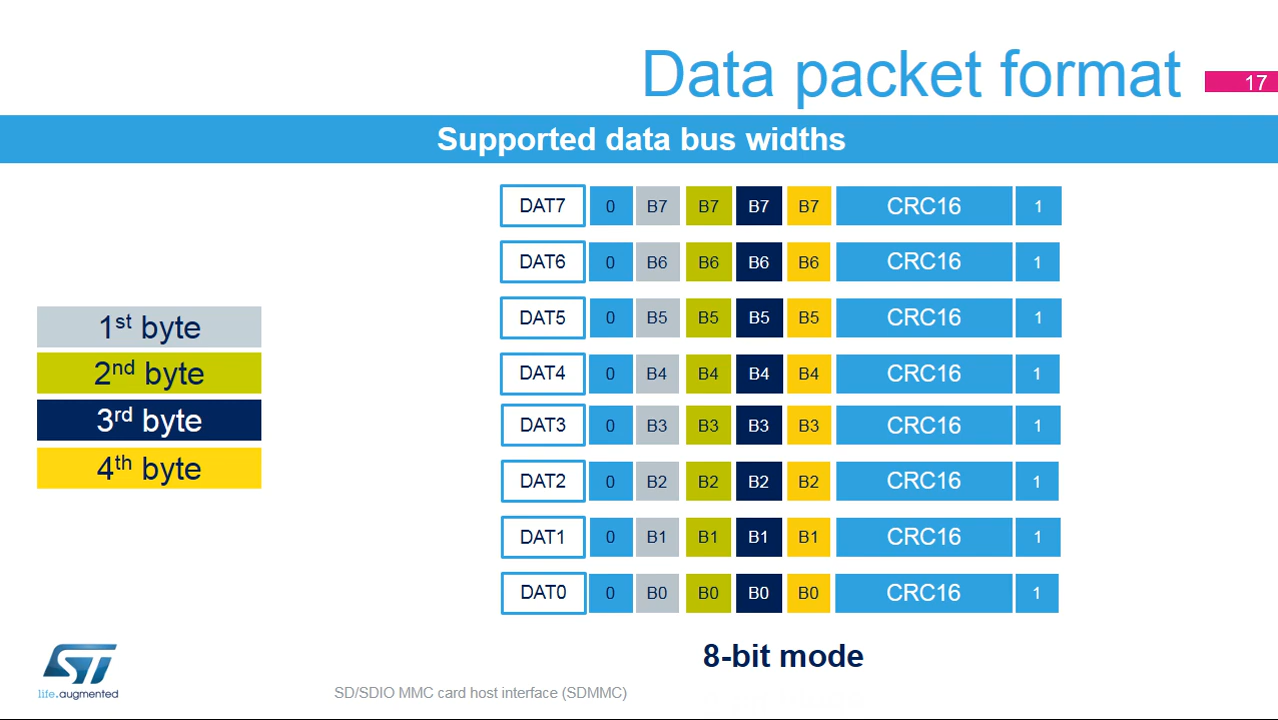 Data packet format
17
Supported data bus widths
DAT7 0 B7 B7 B7 B7 CRC16 1
DAT6 0 B6 B6 B6 B6 CRC16 1
DAT5 0 B5 B5 B5 B5 CRC16 1
DAT4 0 B4 B4 B4 B4 CRC16 1
DAT3 0 B3 B3 B3 B3 CRC16 1
DAT2 0 B2 B2 B2 B2 CRC16 1
DAT1 0 B1 B1 B1 B1 CRC16 1
DAT0 0 B0 B0 B0 B0 CRC16 1
1st byte
2nd byte
3rd byte
4th byte
8-bit mode
ST
life.augmented
SD/SDIO MMC card host interface (SDMMC)